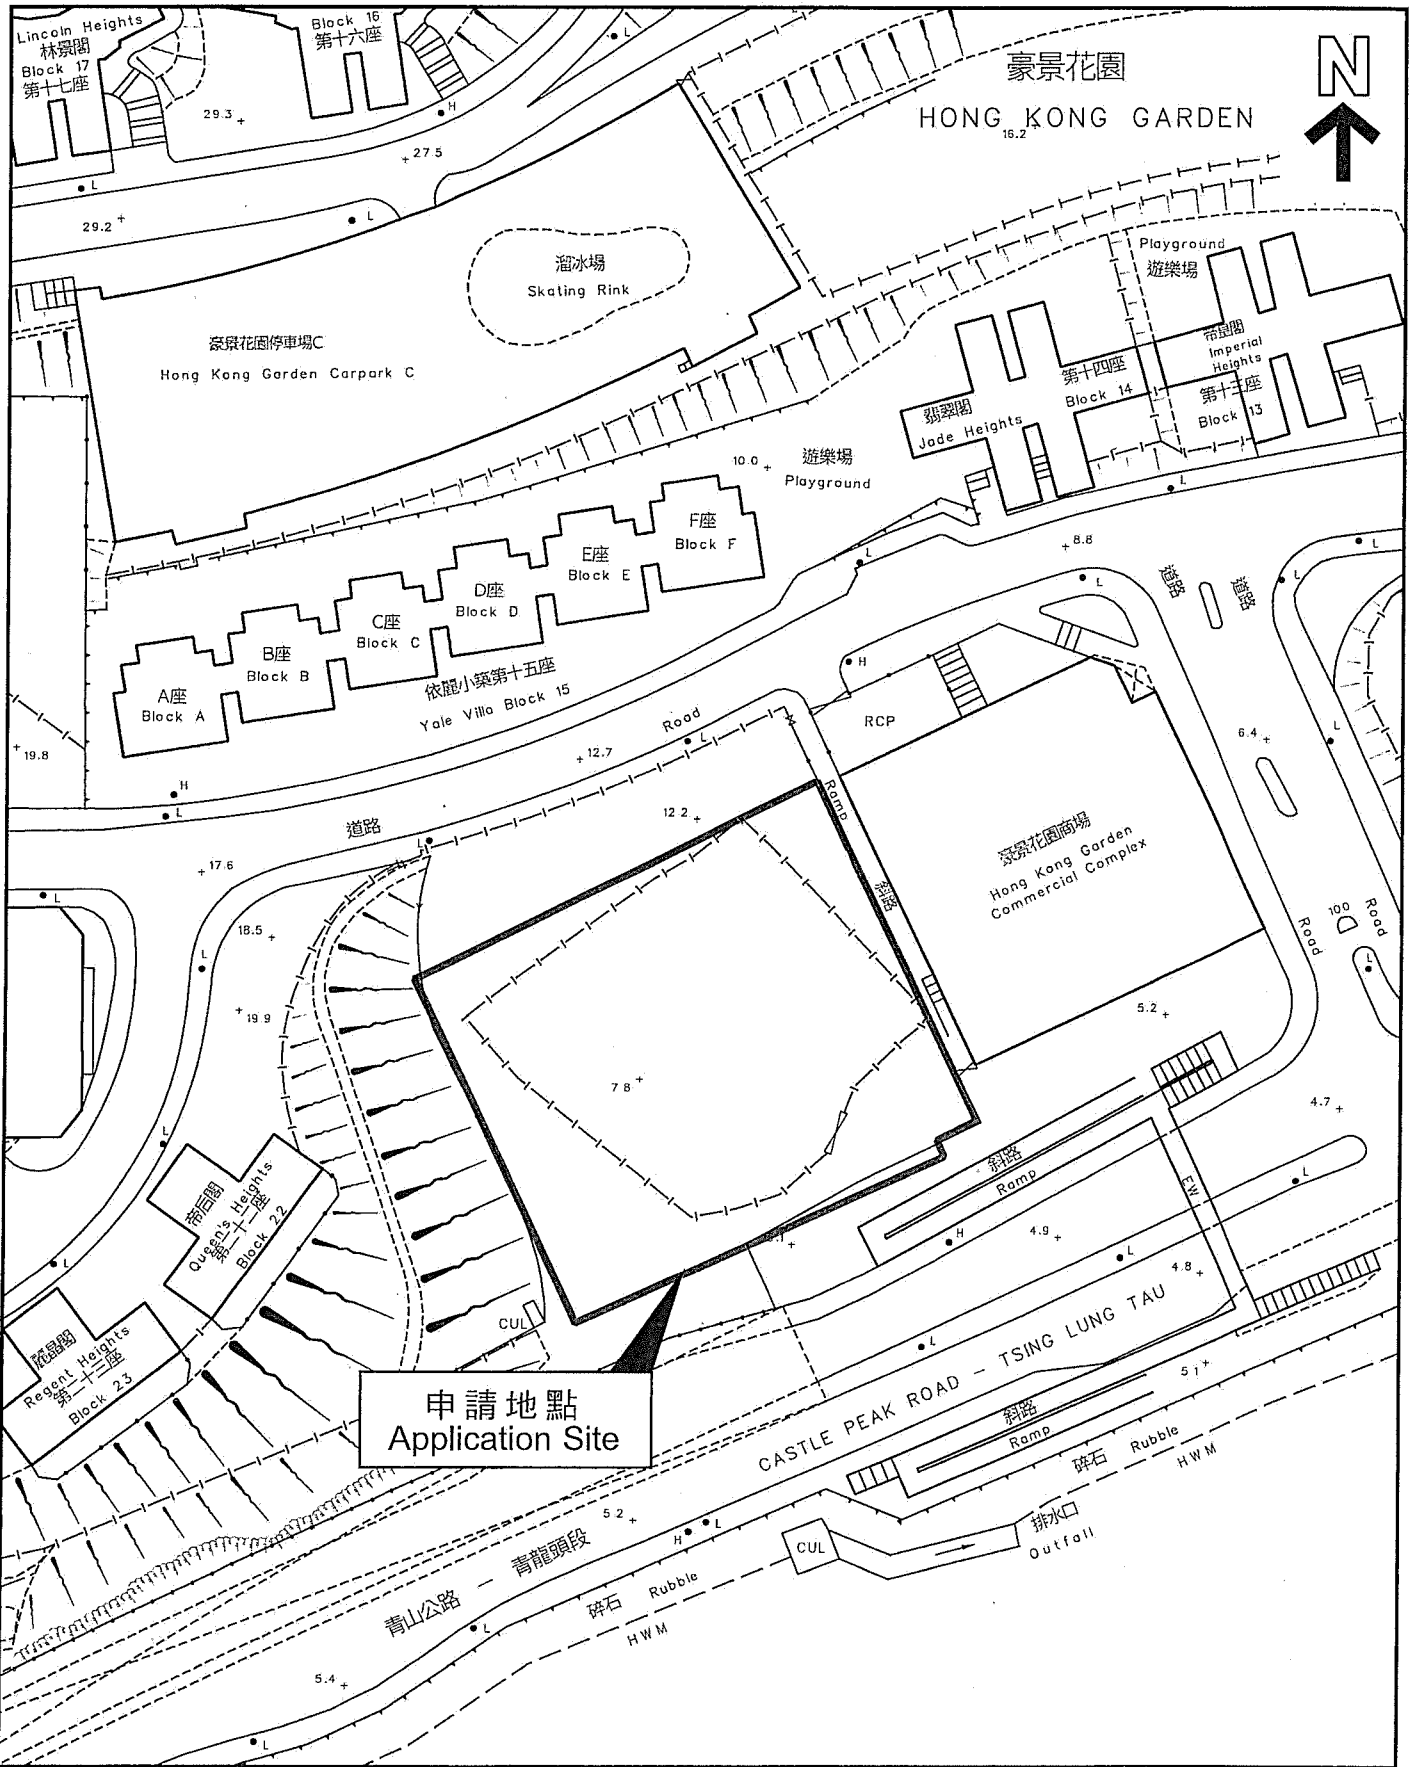 Lincoln Heights
林景閣
Block 17
第十七座
Block 16
第十六座
L
29.3
H
27.5
豪景花園
HONG KONG GARDEN
16.2
N
L
29.2
L
溜冰場
Skating Rink
Playground
遊樂場
豪景花園停車場C
Hong Kong Garden Carpark C
帝皇閣
Imperial
Heights
第十三座
Block 13
第十四座
Block 14
翡翠閣
Jade Heights
10.0
遊樂場
Playground
L
F座
Block F
E座
Block E
D座
Block D
C座
Block C
B座
Block B
A座
Block A
依麗小築第十五座
Yale Villa Block 15
L
8.8
L
L
L
道路
道路
H
RCP
Road
L
12.7
19.8
H
L
6.4
L
道路
L
12.2
Ramp
斜路
豪景花園商場
Hong Kong Garden
Commercial Complex
17.6
L
18.5
L
19.9
Road
100
Road
L
5.2
7.8
4.7
L
斜路
Ramp
EW
L
帝后閣
Queen's Heights
第二十二座
Block 22
L
H
4.9
L
4.8
麗晶閣
Regent Heights
第二十三座
Block 23
CUL
申請地點
Application Site
L
CASTLE PEAK ROAD - TSING LUNG TAU
5.1
斜路
Ramp
碎石 Rubble
HWM
5.2
H
L
CUL
排水口
Outfall
青山公路 － 青龍頭段
碎石 Rubble
HWM
L
5.4
L